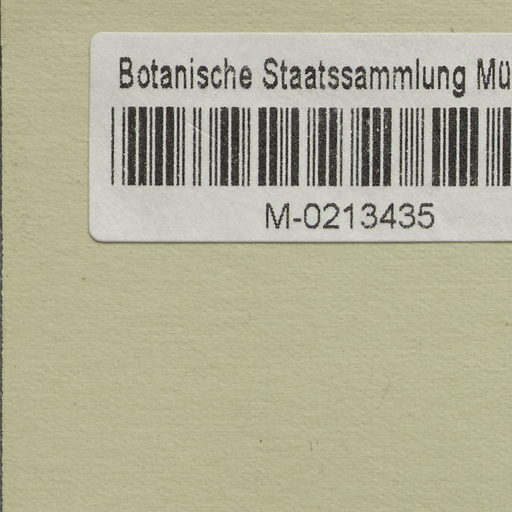 Botanische Staatssammlung Mü
M-0213435